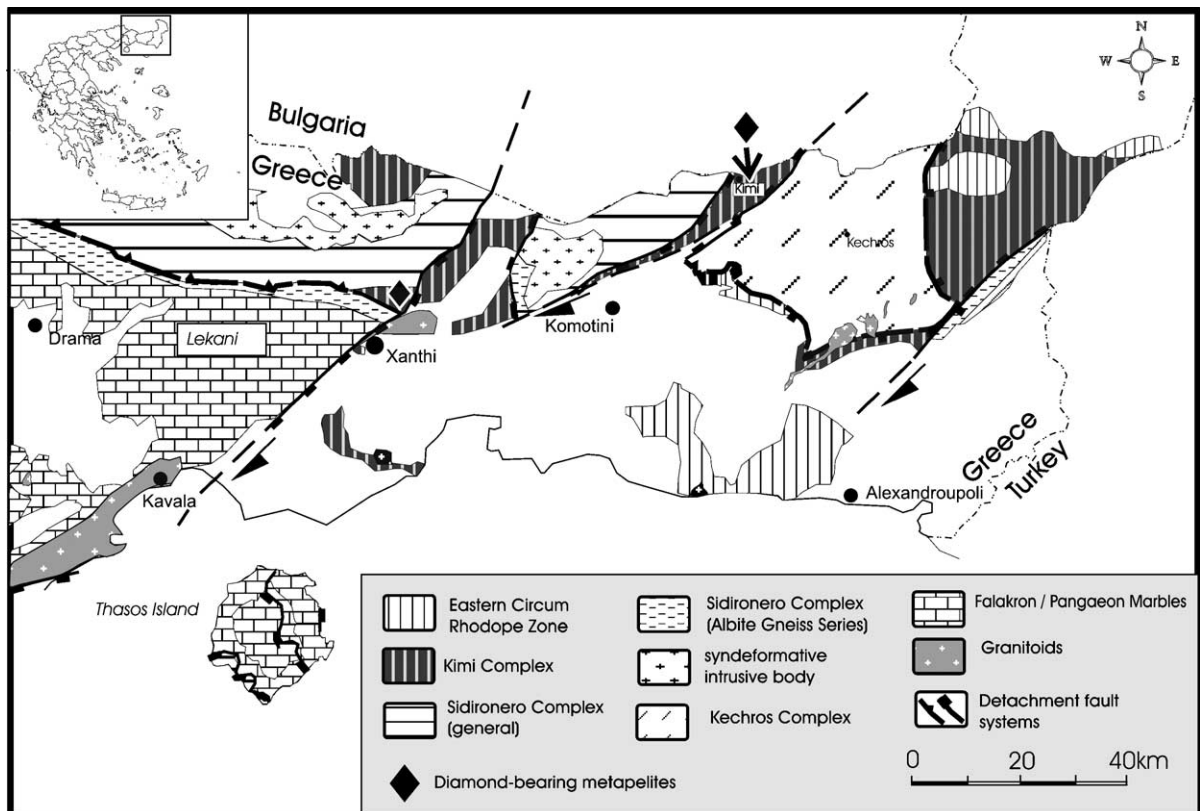 N
W E
S
Bulgaria
Greece
Kimi
Kechros
Drama
Lekani
Xanthi
Komotini
Kavala
Alexandroupoli
Greece
Turkey
Thasos Island
Eastern Circum
Rhodope Zone
Kimi Complex
Sidironero Complex
(general)
Diamond-bearing metapelites
Sidironero Complex
(Albite Gneiss Series)
syndeformative
intrusive body
Kechros Complex
Falakron / Pangaeon Marbles
Granitoids
Detachment fault
systems
0 20 40km